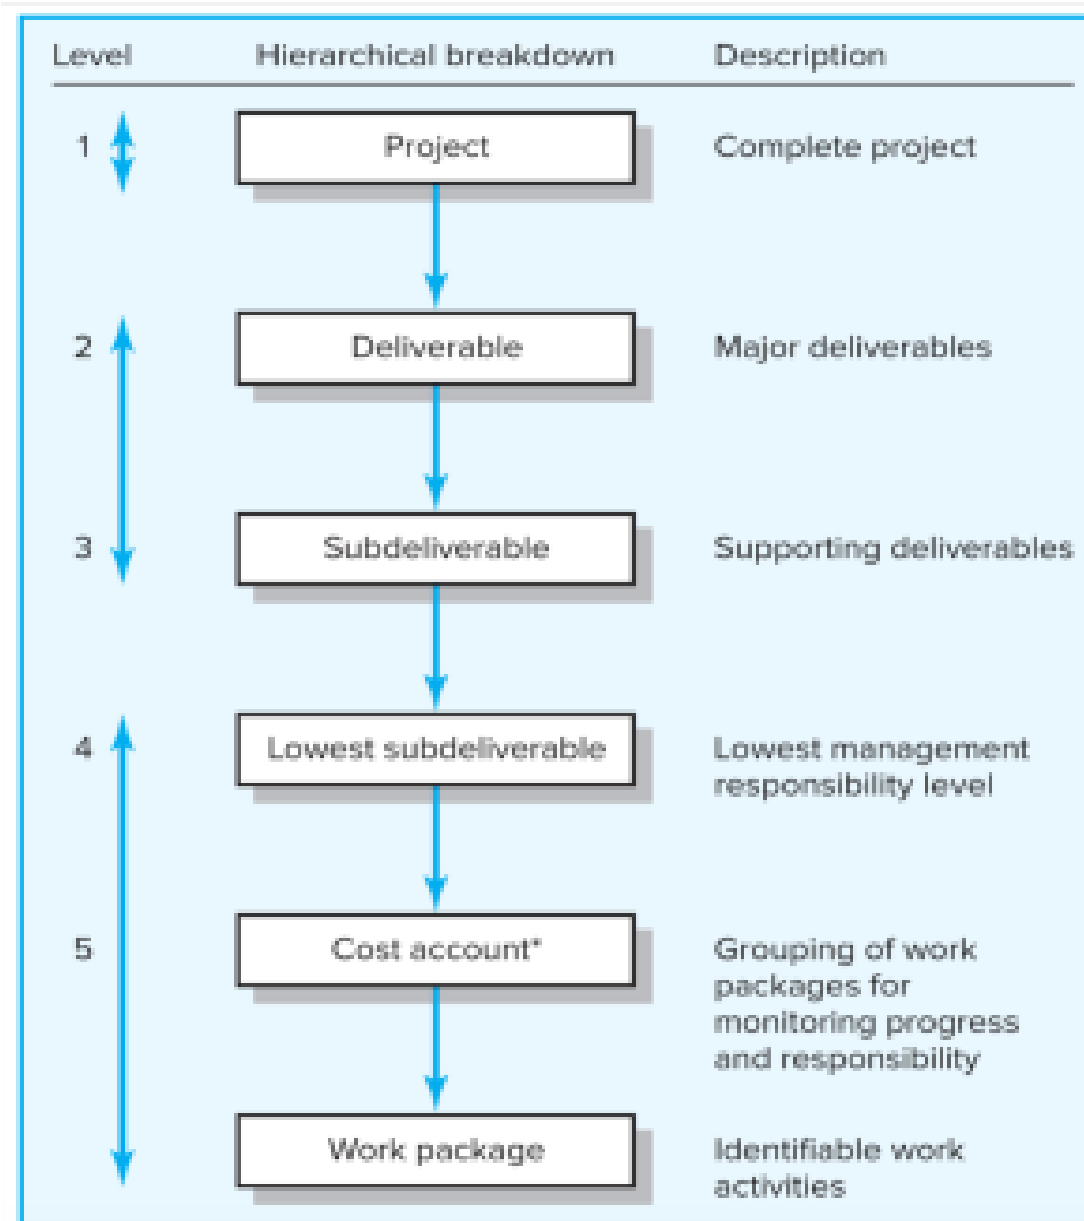 Level Hierarchical breakdown Description
1 Project Complete project
2 Deliverable Major deliverables
3 Subdeliverable Supporting deliverables
4 Lowest subdeliverable Lowest management
responsibility level
5 Cost account* Grouping of work
packages for
monitoring progress
and responsibility
Work package Identifiable work
activities